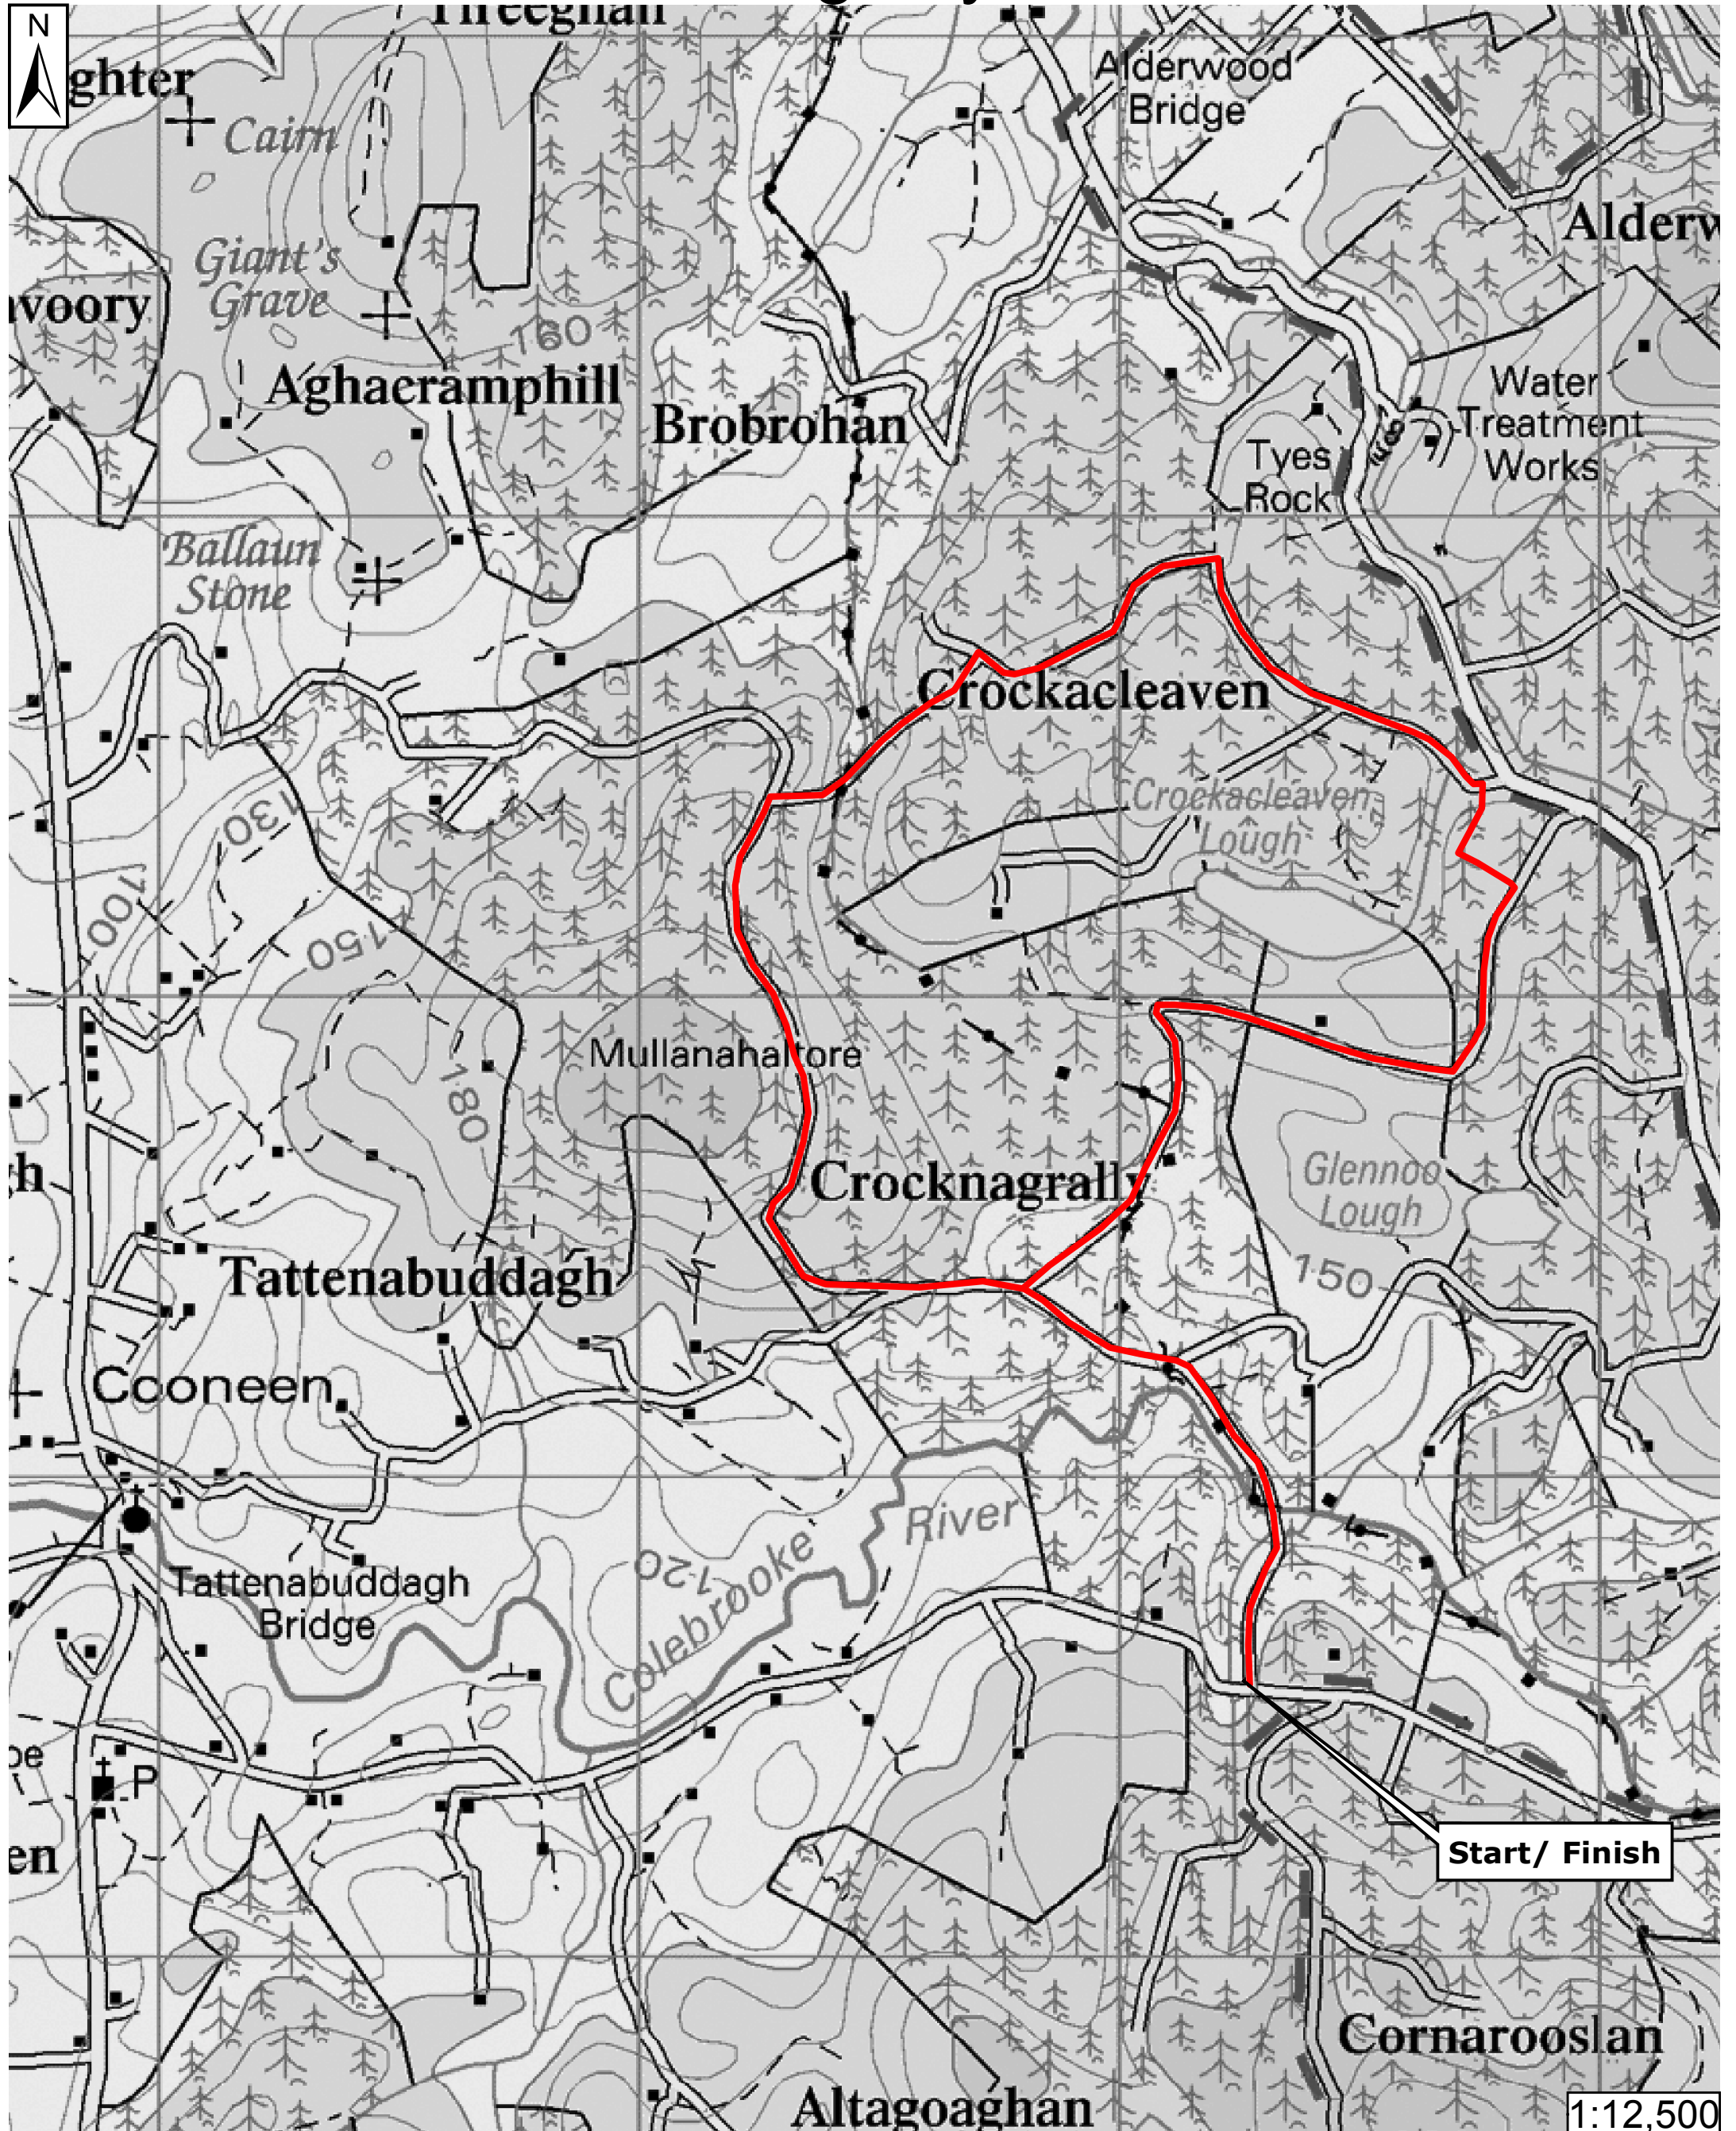 N
ghter
Cairn
Giant's
Grave
avoory
160
Aghacramphill
Brobrohan
Alderwood
Bridge
Alderw
Water
Treatment
Works
Tyes
Rock
Ballaun
Stone
Crockacleaven
Crockacleaven
Lough
130
100
150
Mullanahaltore
180
Crocknagrally
Glennoo
Lough
150
h
Tattenabuddagh
Cooneen
River
Colebrooke
120
Tattenabuddagh
Bridge
P
en
Start/ Finish
Cornarooslan
Altagoaghan
1:12,500